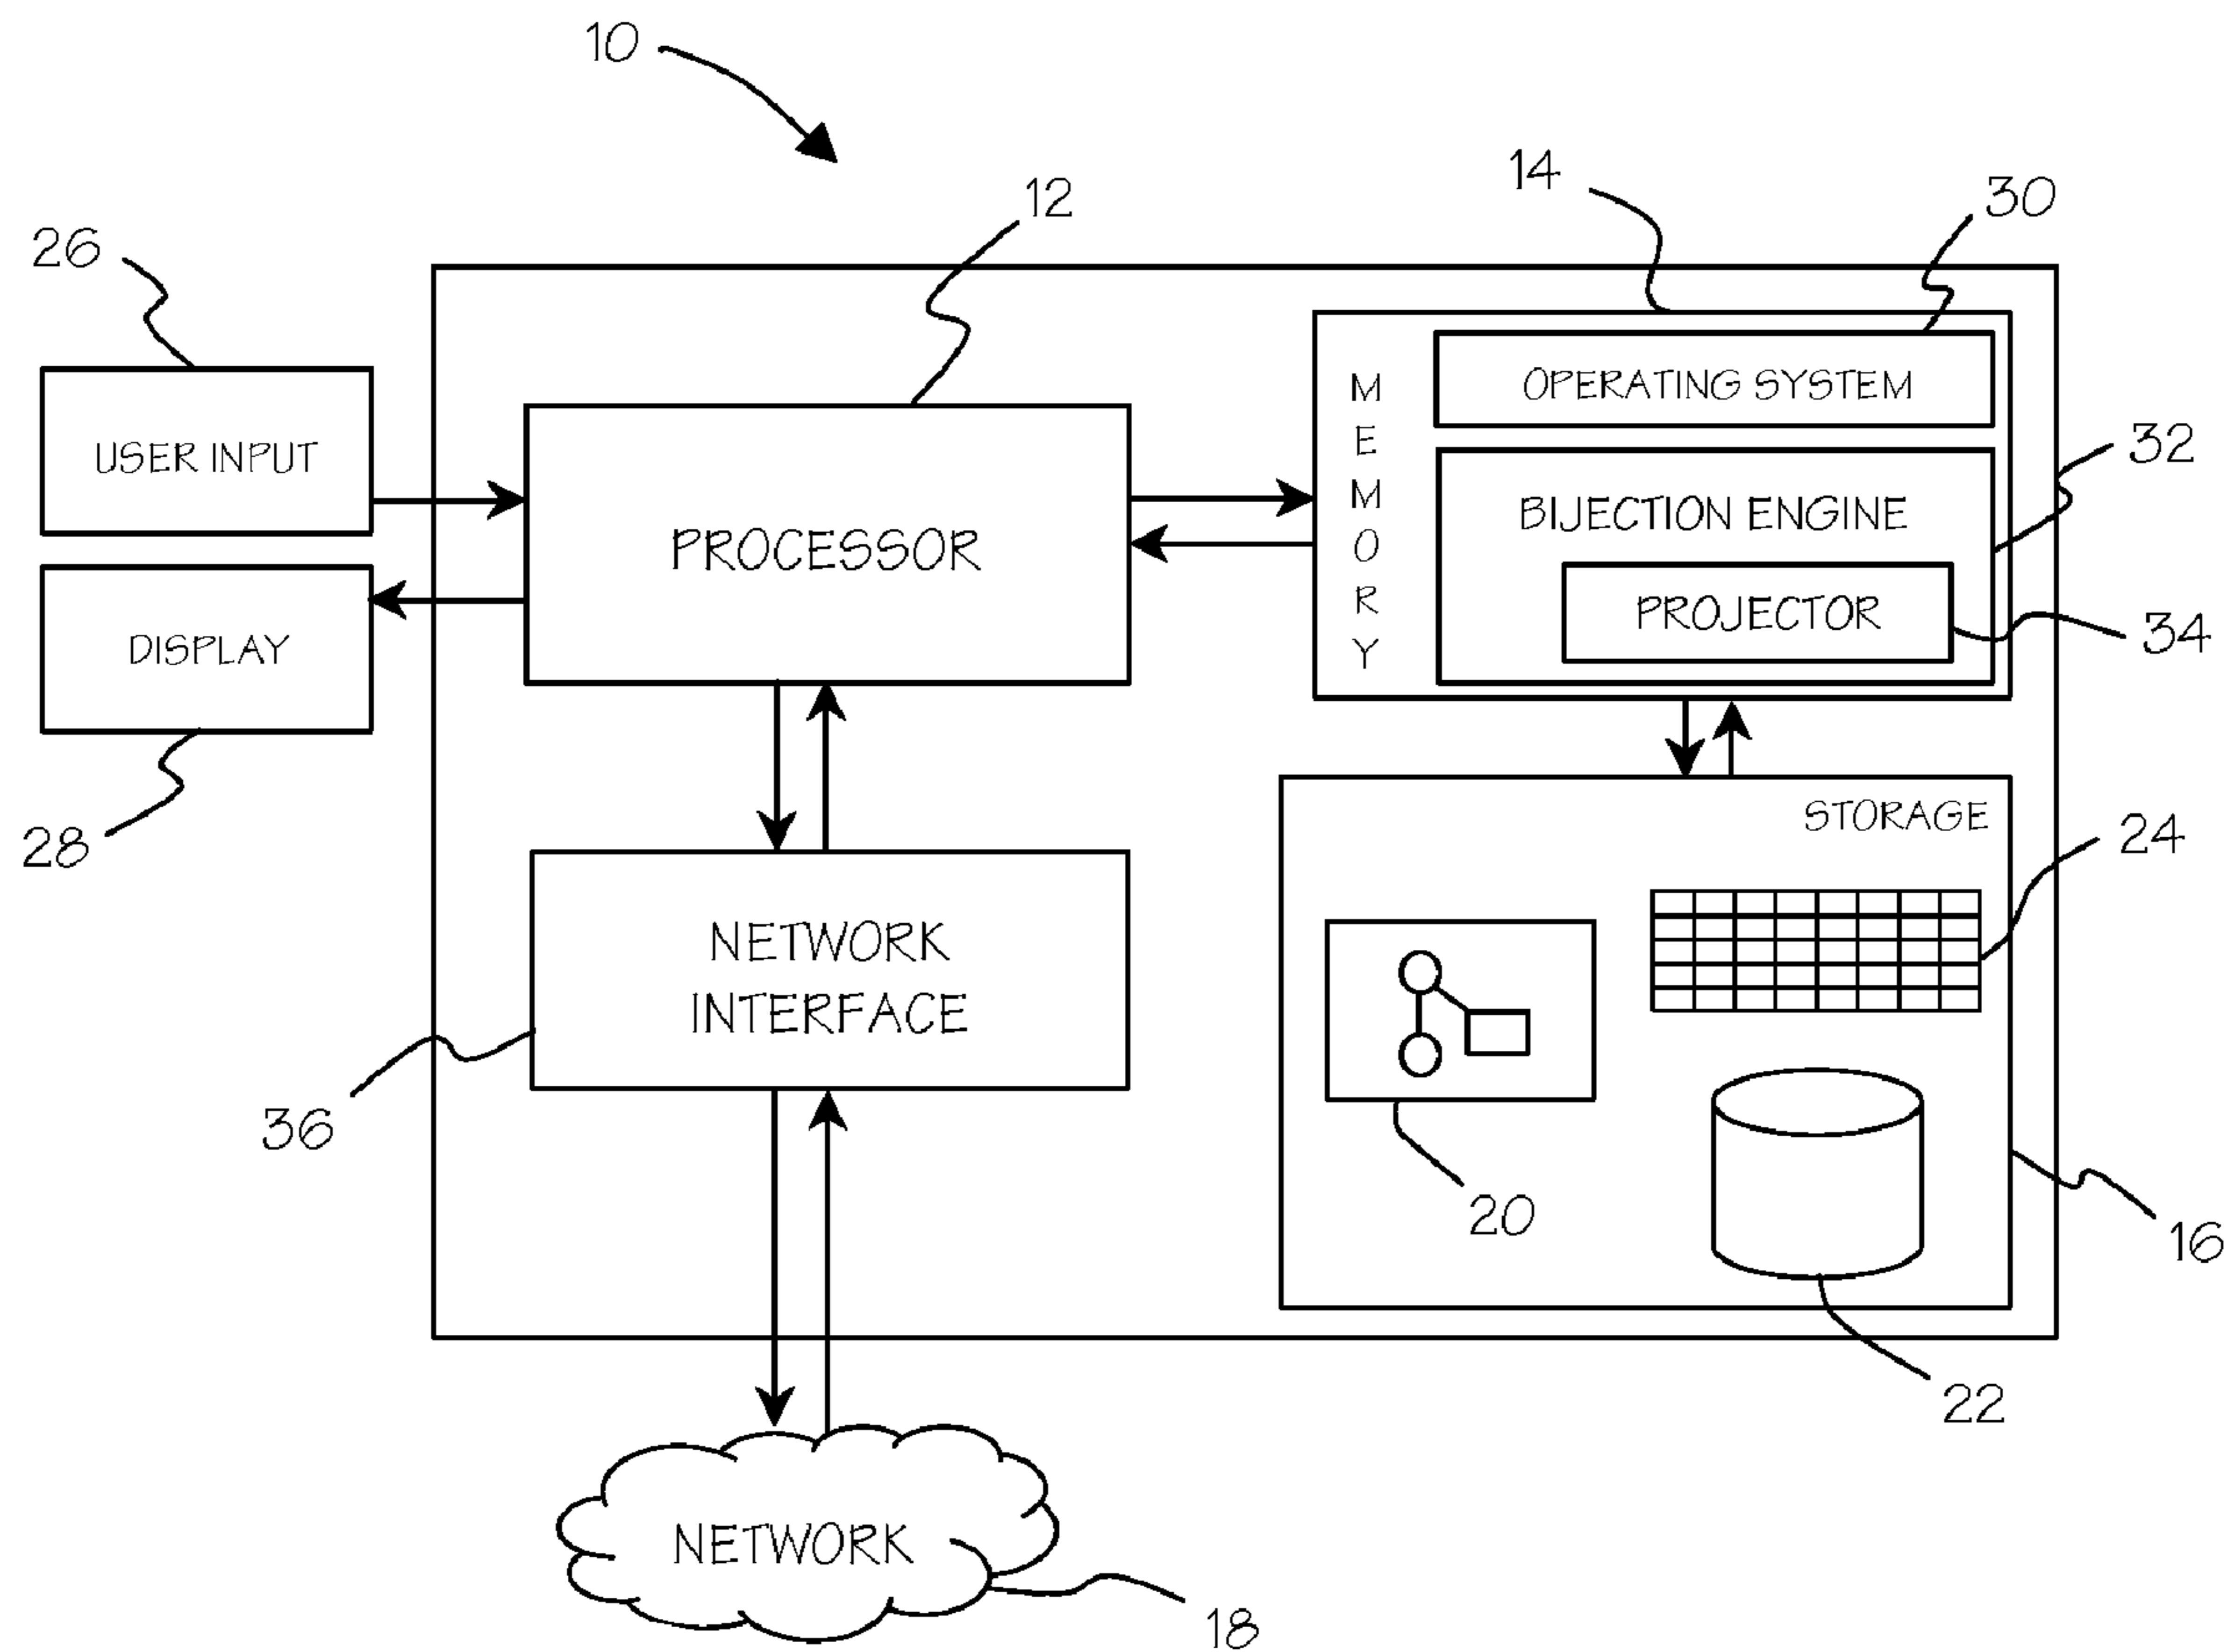 10
12
14
30
26
USER INPUT
PROCESSOR
MEMORY
OPERATING SYSTEM
32
BIJECTION ENGINE
PROJECTOR
34
DISPLAY
28
STORAGE
24
NETWORK
INTERFACE
36
20
16
22
NETWORK
18